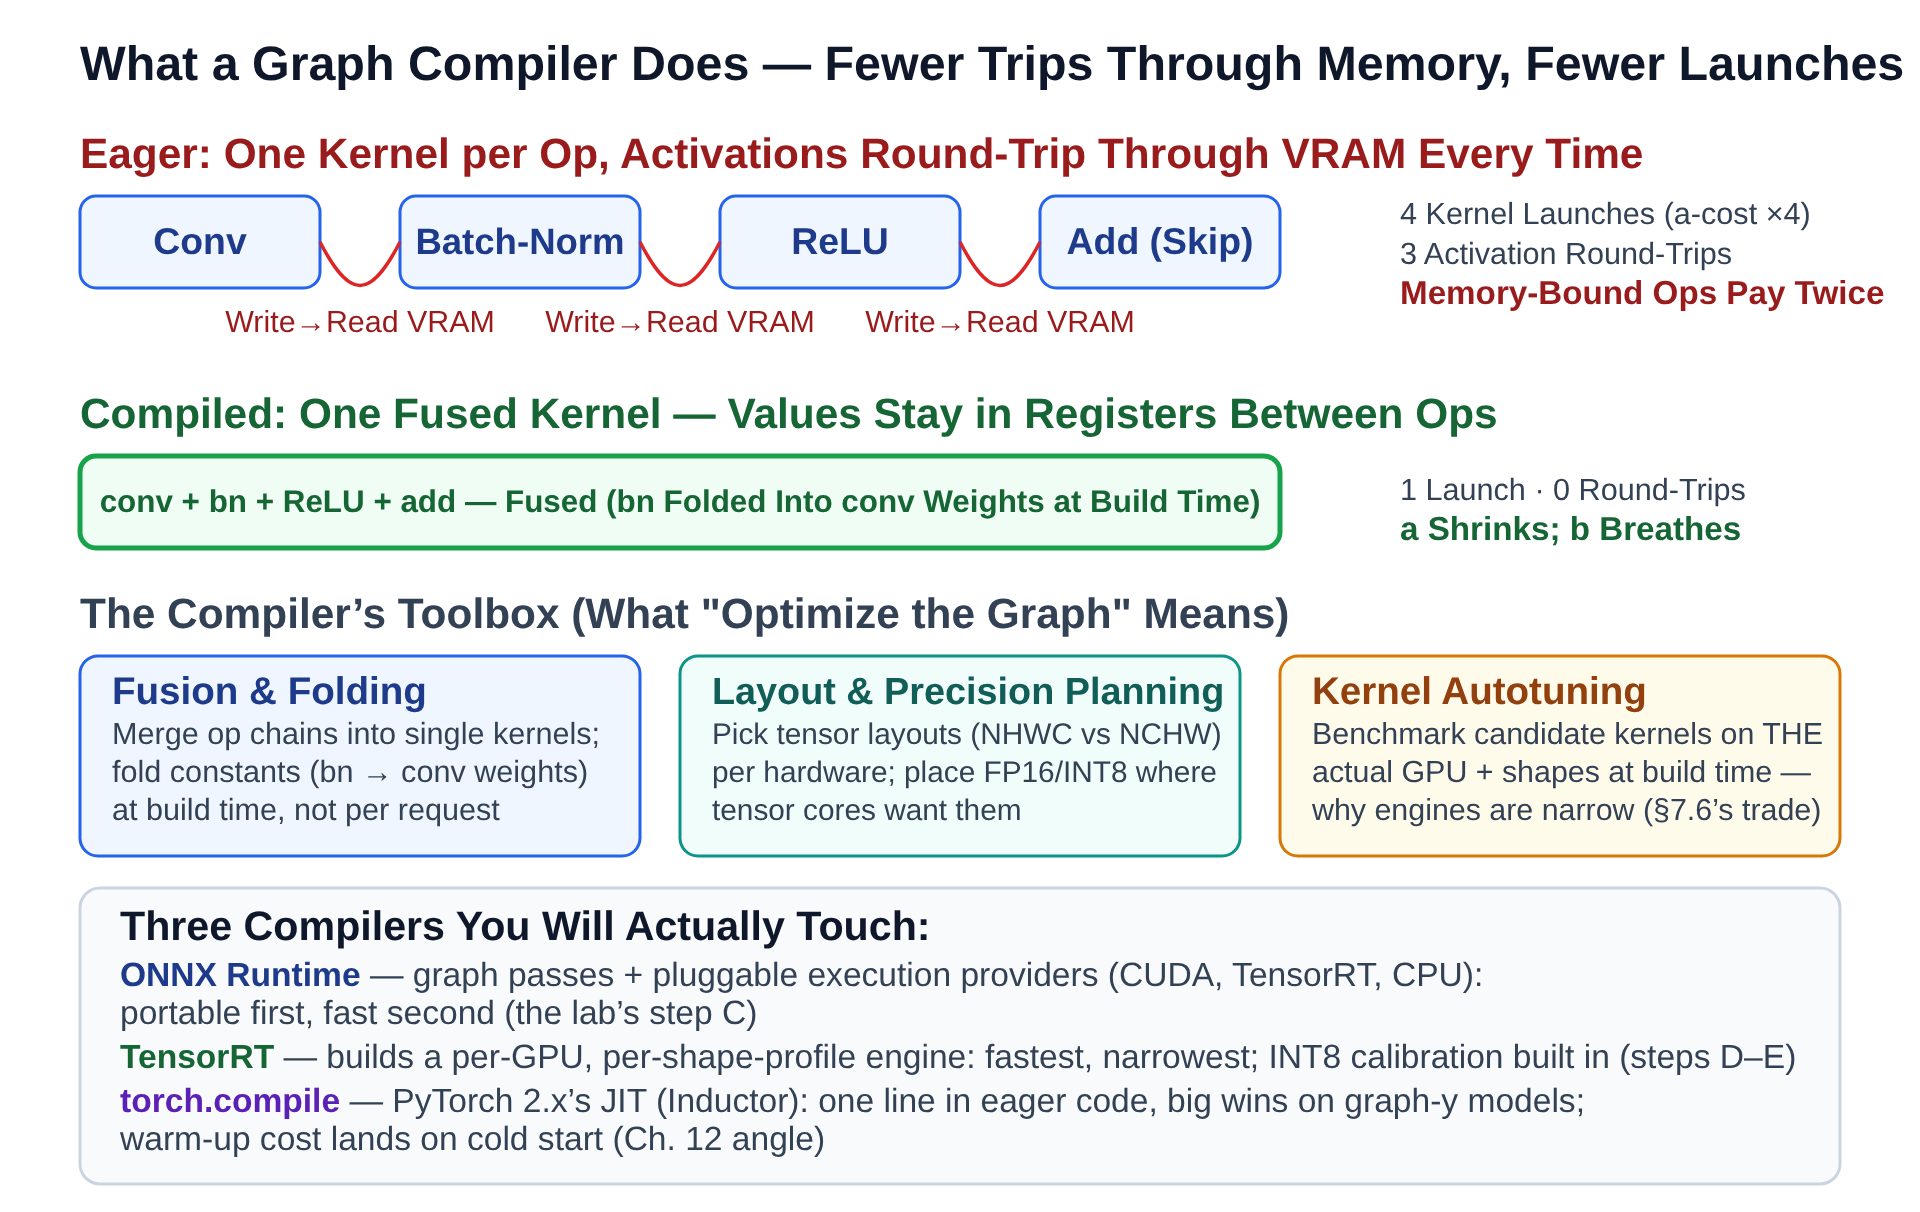 What a Graph Compiler Does — Fewer Trips Through Memory, Fewer Launches
Eager: One Kernel per Op, Activations Round-Trip Through VRAM Every Time
Conv
Batch-Norm
ReLU
Add (Skip)
Write→Read VRAM
Write→Read VRAM
Write→Read VRAM
4 Kernel Launches (a-cost ×4)
3 Activation Round-Trips
Memory-Bound Ops Pay Twice
Compiled: One Fused Kernel — Values Stay in Registers Between Ops
conv + bn + ReLU + add — Fused (bn Folded Into conv Weights at Build Time)
1 Launch · 0 Round-Trips
a Shrinks; b Breathes
The Compiler’s Toolbox (What "Optimize the Graph" Means)
Fusion & Folding
Merge op chains into single kernels;
fold constants (bn → conv weights)
at build time, not per request
Layout & Precision Planning
Pick tensor layouts (NHWC vs NCHW)
per hardware; place FP16/INT8 where
tensor cores want them
Kernel Autotuning
Benchmark candidate kernels on THE
actual GPU + shapes at build time —
why engines are narrow (§7.6’s trade)
Three Compilers You Will Actually Touch:
ONNX Runtime — graph passes + pluggable execution providers (CUDA, TensorRT, CPU):
portable first, fast second (the lab’s step C)
TensorRT — builds a per-GPU, per-shape-profile engine: fastest, narrowest; INT8 calibration built in (steps D–E)
torch.compile — PyTorch 2.x’s JIT (Inductor): one line in eager code, big wins on graph-y models;
warm-up cost lands on cold start (Ch. 12 angle)